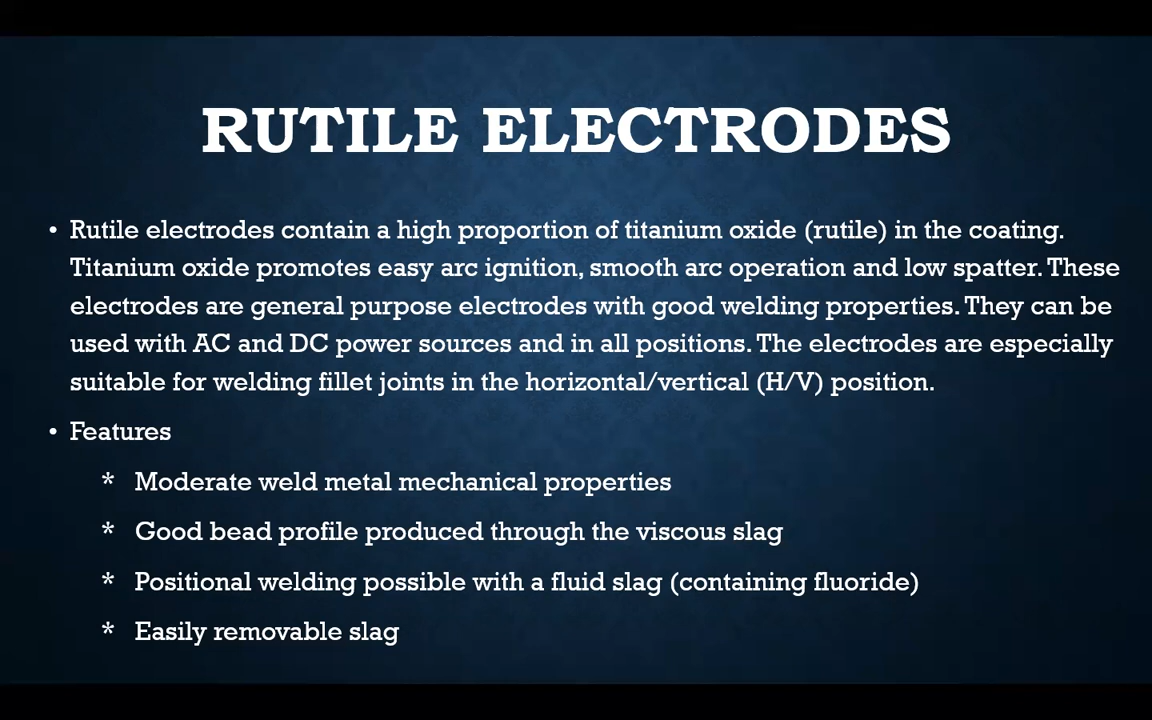 RUTILE ELECTRODES
• Rutile electrodes contain a high proportion of titanium oxide (rutile) in the coating.
Titanium oxide promotes easy arc ignition, smooth arc operation and low spatter. These
electrodes are general purpose electrodes with good welding properties. They can be
used with AC and DC power sources and in all positions. The electrodes are especially
suitable for welding fillet joints in the horizontal/vertical (H/V) position.
• Features
* Moderate weld metal mechanical properties
* Good bead profile produced through the viscous slag
* Positional welding possible with a fluid slag (containing fluoride)
* Easily removable slag